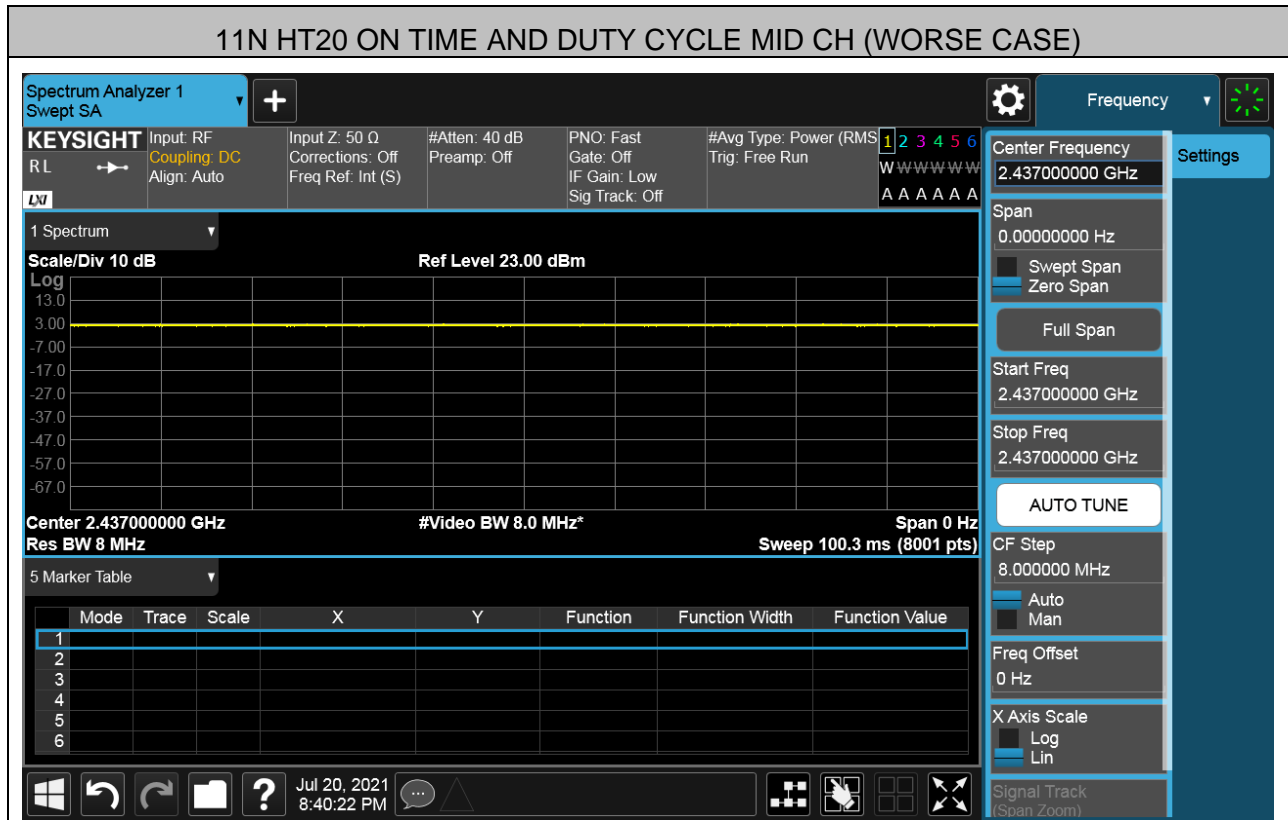 11N HT20 ON TIME AND DUTY CYCLE MID CH (WORSE CASE)
Spectrum Analyzer 1
Swept SA
Frequency
KEYSIGHT
RL
LXI
Input: RF
Coupling: DC
Align: Auto
Input Z: 50 Ω
Corrections: Off
Freq Ref: Int (S)
#Atten: 40 dB
Preamp: Off
PNO: Fast
Gate: Off
IF Gain: Low
Sig Track: Off
#Avg Type: Power (RMS
Trig: Free Run
1 2 3 4 5 6
W W W W W W
A A A A A A
1 Spectrum
Scale/Div 10 dB
Ref Level 23.00 dBm
Log
13.0
3.00
-7.00
-17.0
-27.0
-37.0
-47.0
-57.0
-67.0
Center 2.437000000 GHz
#Video BW 8.0 MHz*
Span 0 Hz
Res BW 8 MHz
Sweep 100.3 ms (8001 pts)
5 Marker Table
Mode Trace Scale X Y Function Function Width Function Value
1
2
3
4
5
6
Jul 20, 2021
8:40:22 PM
Center Frequency
2.437000000 GHz
Settings
Span
0.00000000 Hz
Swept Span
Zero Span
Full Span
Start Freq
2.437000000 GHz
Stop Freq
2.437000000 GHz
AUTO TUNE
CF Step
8.000000 MHz
Auto
Man
Freq Offset
0 Hz
X Axis Scale
Log
Lin
Signal Track
(Span Zoom)